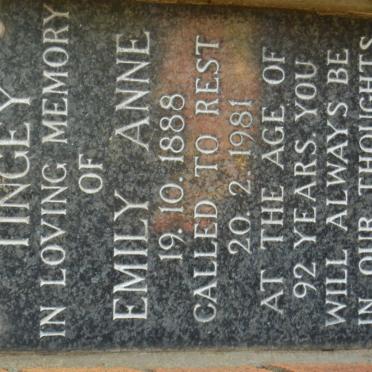 TINGEY
IN LOVING MEMORY
OF
EMILY ANNE
19. 10. 1888
CALLED TO REST
20. 2. 1981
AT THE AGE OF
92 YEARS YOU
WILL ALWAYS BE
IN OUR THOUGHTS